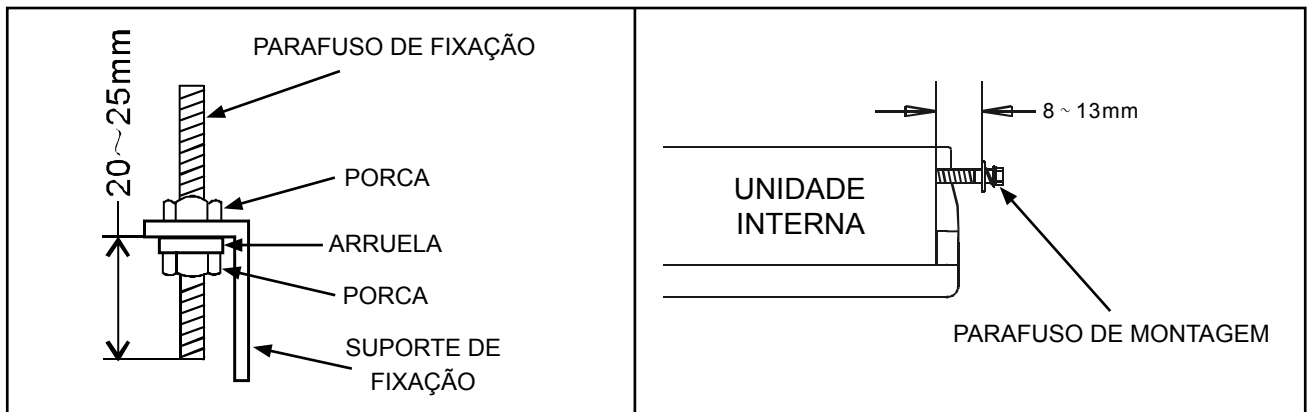 20~25mm
PARAFUSO DE FIXAÇÃO
PORCA
ARRUELA
PORCA
SUPORTE DE
FIXAÇÃO
8 ~ 13mm
UNIDADE
INTERNA
PARAFUSO DE MONTAGEM